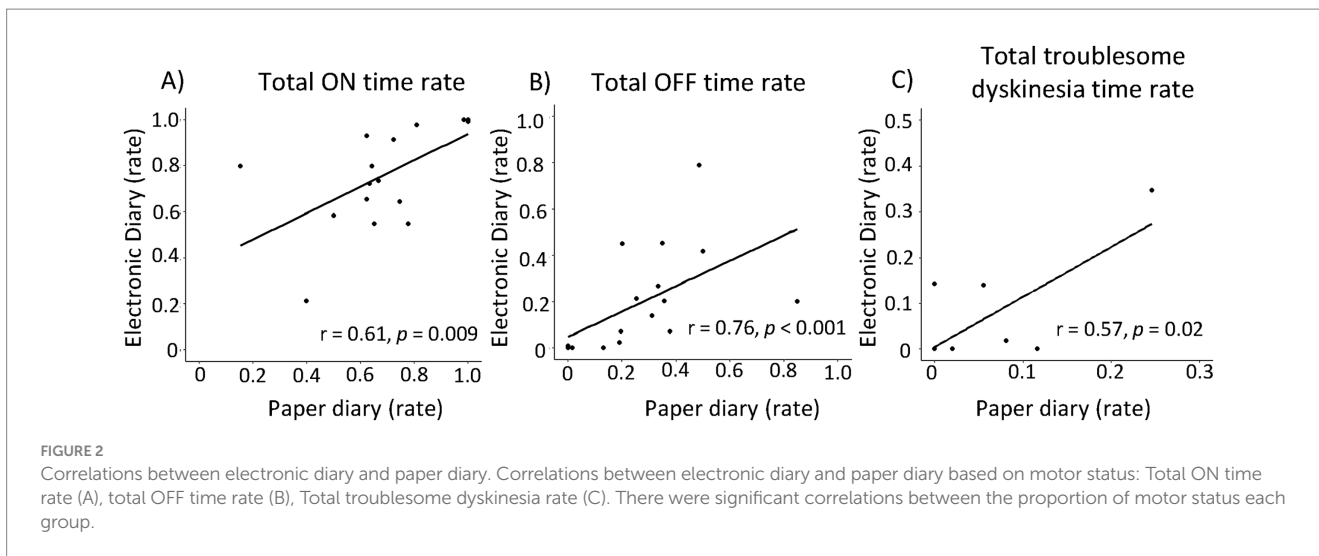 A)
Total ON time rate
Electronic Diary (rate)
1.0
0.8
0.6
0.4
0.2
0
r = 0.61, p = 0.009
0 0.2 0.4 0.6 0.8 1.0
Paper diary (rate)
B)
Total OFF time rate
Electronic Diary (rate)
1.0
0.8
0.6
0.4
0.2
0
r = 0.76, p < 0.001
0 0.2 0.4 0.6 0.8 1.0
Paper diary (rate)
C)
Total troublesome
dyskinesia time rate
Electronic Diary (rate)
0.5
0.4
0.3
0.2
0.1
0
r = 0.57, p = 0.02
0 0.1 0.2 0.3
Paper diary (rate)
FIGURE 2
Correlations between electronic diary and paper diary. Correlations between electronic diary and paper diary based on motor status: Total ON time
rate (A), total OFF time rate (B), Total troublesome dyskinesia rate (C). There were significant correlations between the proportion of motor status each
group.